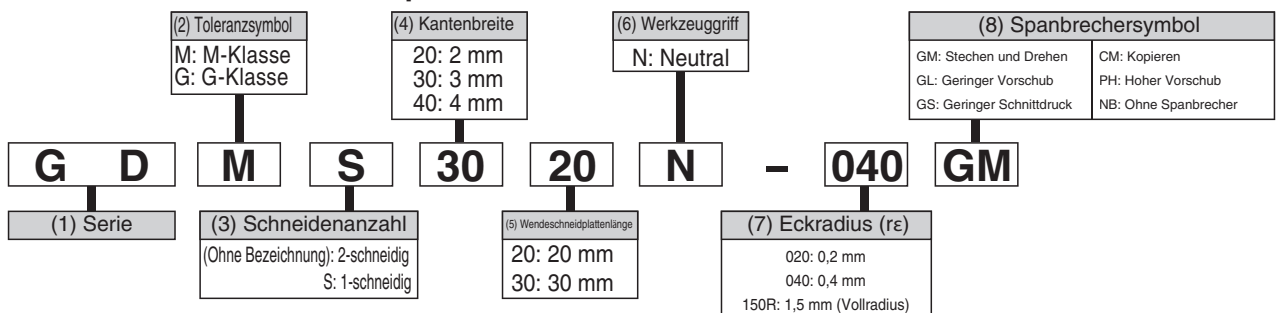 (2) Toleranzsymbol
M: M-Klasse
G: G-Klasse
(4) Kantenbreite
20: 2 mm
30: 3 mm
40: 4 mm
(6) Werkzeuggriff
N: Neutral
(8) Spanbrechersymbol
GM: Stechen und Drehen
GL: Geringer Vorschub
GS: Geringer Schnittdruck
CM: Kopieren
PH: Hoher Vorschub
NB: Ohne Spanbrecher
G D M S 30 20 N – 040 GM
(1) Serie
(3) Schneidenanzahl
(Ohne Bezeichnung): 2-schneidig
S: 1-schneidig
(5) Wendeschneidplattenlänge
20: 20 mm
30: 30 mm
(7) Eckradius (rε)
020: 0,2 mm
040: 0,4 mm
150R: 1,5 mm (Vollradius)